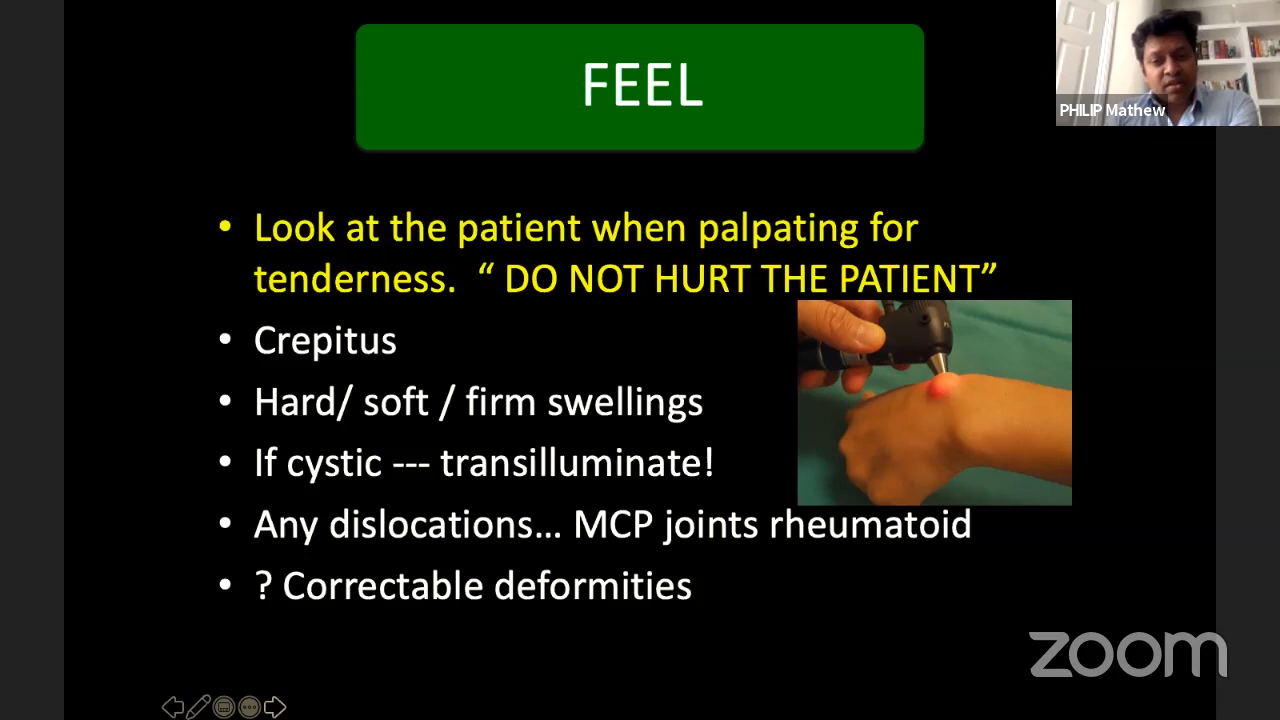 FEEL
PHILIP Mathew
• Look at the patient when palpating for
tenderness. “ DO NOT HURT THE PATIENT”
• Crepitus
• Hard/ soft / firm swellings
• If cystic --- transilluminate!
• Any dislocations... MCP joints rheumatoid
• ? Correctable deformities
zoom